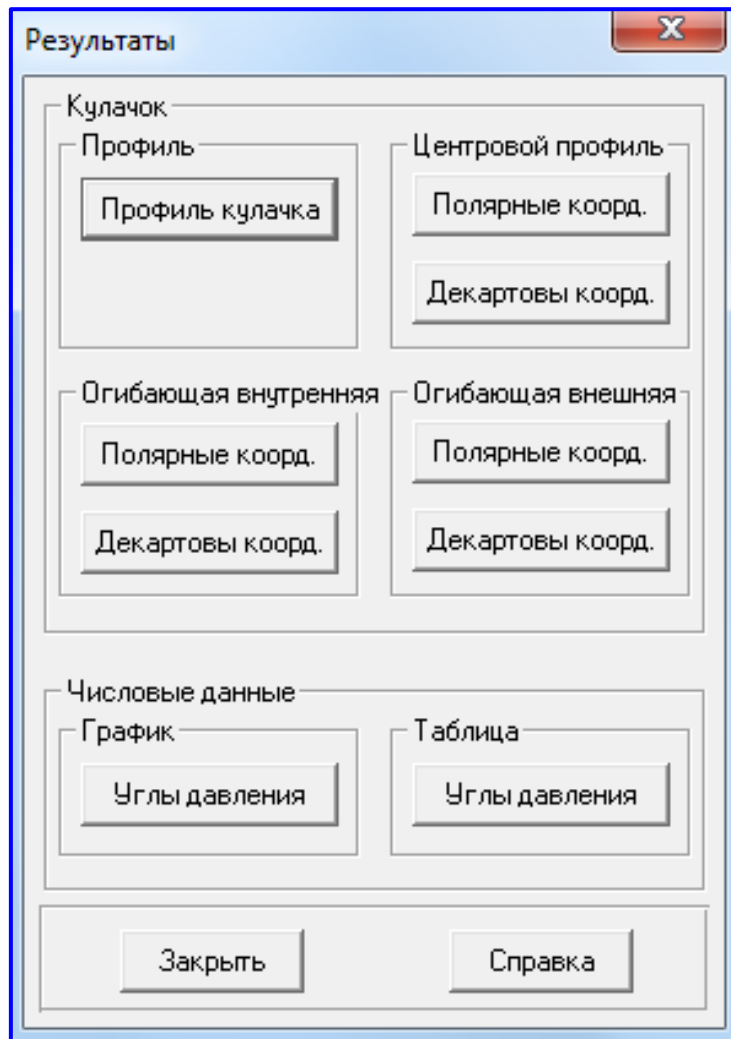 Результаты
Кулачок
Профиль
Профиль кулачка
Центровой профиль
Полярные коорд.
Декартовы коорд.
Огибающая внутренняя
Полярные коорд.
Декартовы коорд.
Огибающая внешняя
Полярные коорд.
Декартовы коорд.
Числовые данные
График
Углы давления
Таблица
Углы давления
Закрыть
Справка